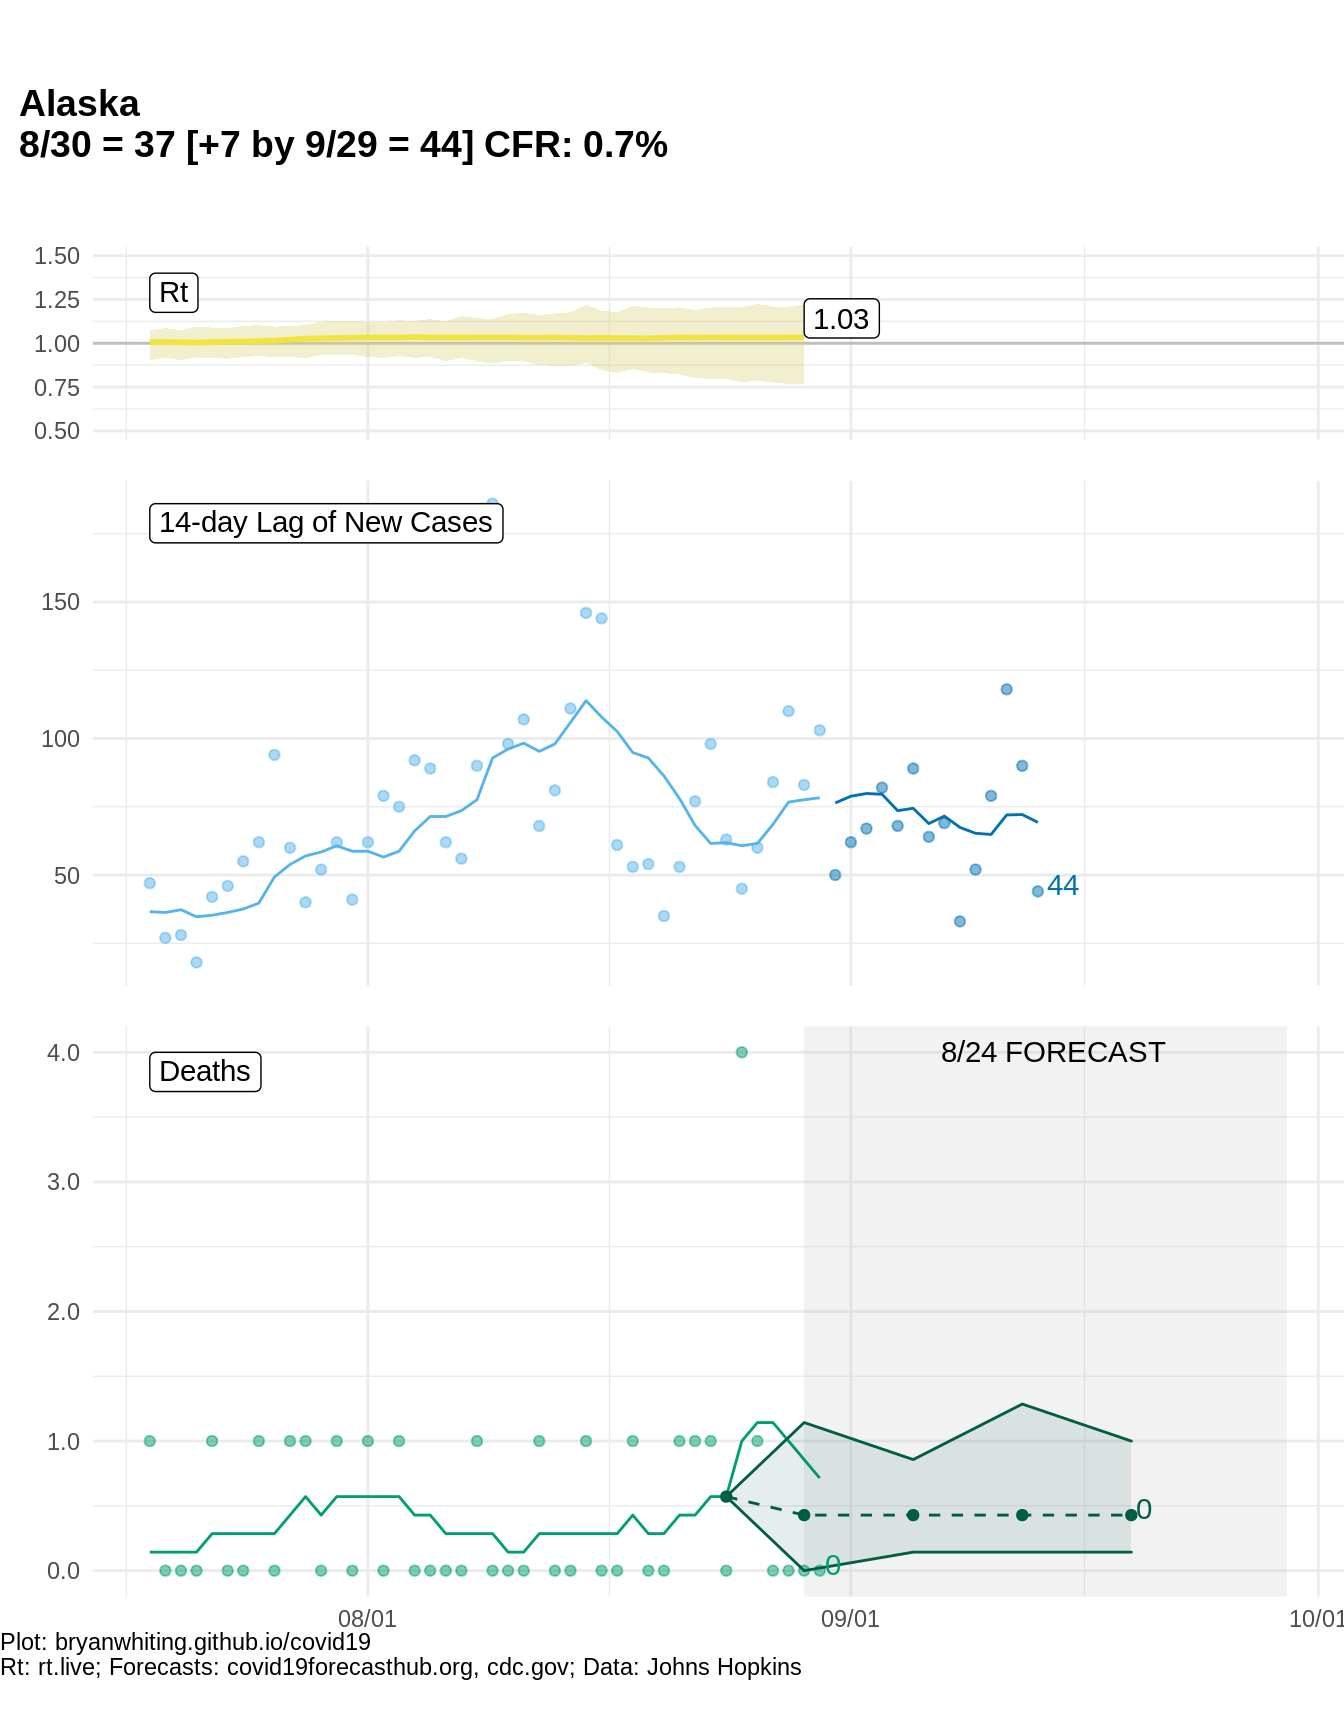 Alaska
8/30 = 37 [+7 by 9/29 = 44] CFR: 0.7%
1.50
Rt
1.25
1.03
1.00
0.75
0.50
14-day Lag of New Cases
150
100
50
44
4.0
Deaths
8/24 FORECAST
3.0
2.0
1.0
0
0
0.0
08/01
09/01
10/01
Plot: bryanwhiting.github.io/covid19
Rt: rt.live; Forecasts: covid19forecasthub.org, cdc.gov; Data: Johns Hopkins